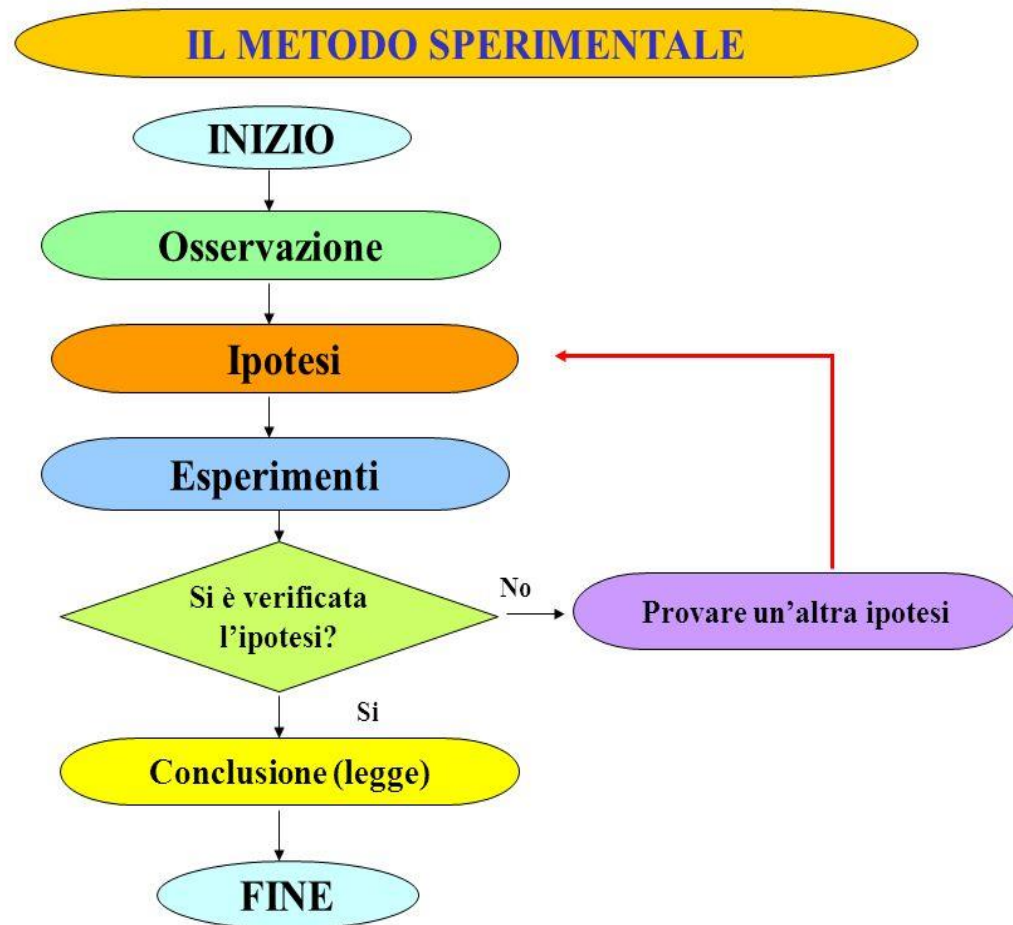 IL METODO SPERIMENTALE
INIZIO
Osservazione
Ipotesi
Esperimenti
Si è verificata
l'ipotesi?
No
Provare un'altra ipotesi
Si
Conclusione (legge)
FINE